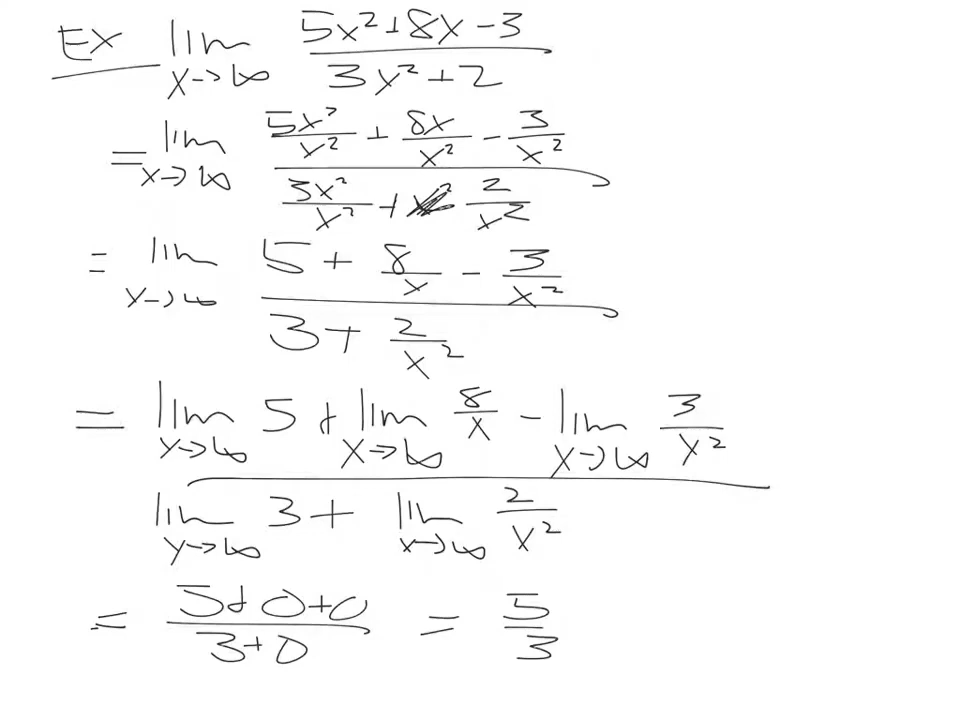 Ex lim x→∞ (5x² + 8x − 3)/(3x² + 2)
= lim x→∞ (5x²/x² + 8x/x² − 3/x²)/(3x²/x² + 2/x²)
= lim x→∞ (5 + 8/x − 3/x²)/(3 + 2/x²)
= (lim x→∞ 5 + lim x→∞ 8/x − lim x→∞ 3/x²)/(lim x→∞ 3 + lim x→∞ 2/x²)
= (5+0+0)/(3+0) = 5/3